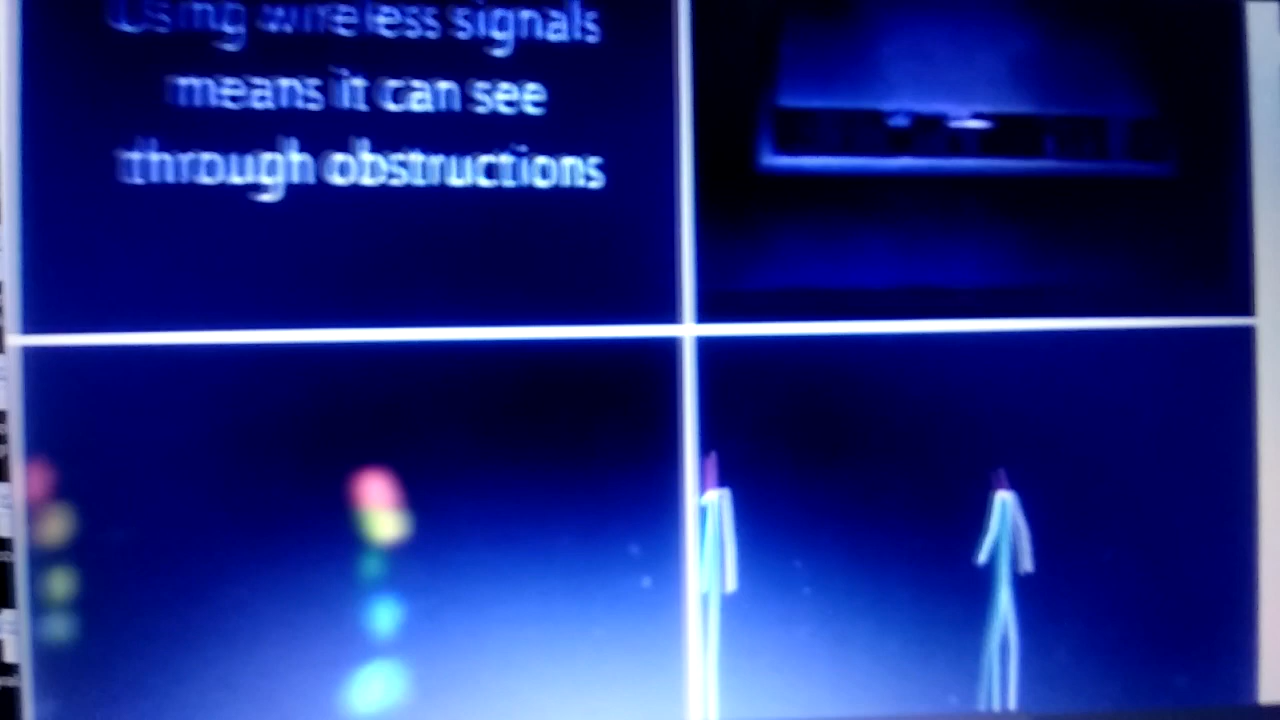 Using wireless signals
means it can see
through obstructions